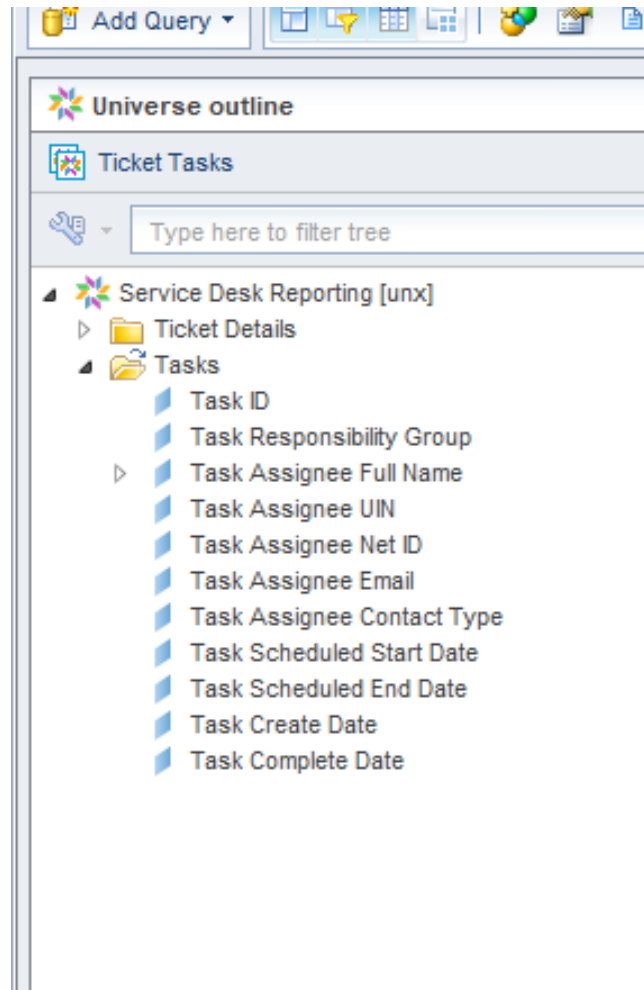 Add Query
Universe outline
Ticket Tasks
Type here to filter tree
Service Desk Reporting [unx]
Ticket Details
Tasks
Task ID
Task Responsibility Group
Task Assignee Full Name
Task Assignee UIN
Task Assignee Net ID
Task Assignee Email
Task Assignee Contact Type
Task Scheduled Start Date
Task Scheduled End Date
Task Create Date
Task Complete Date